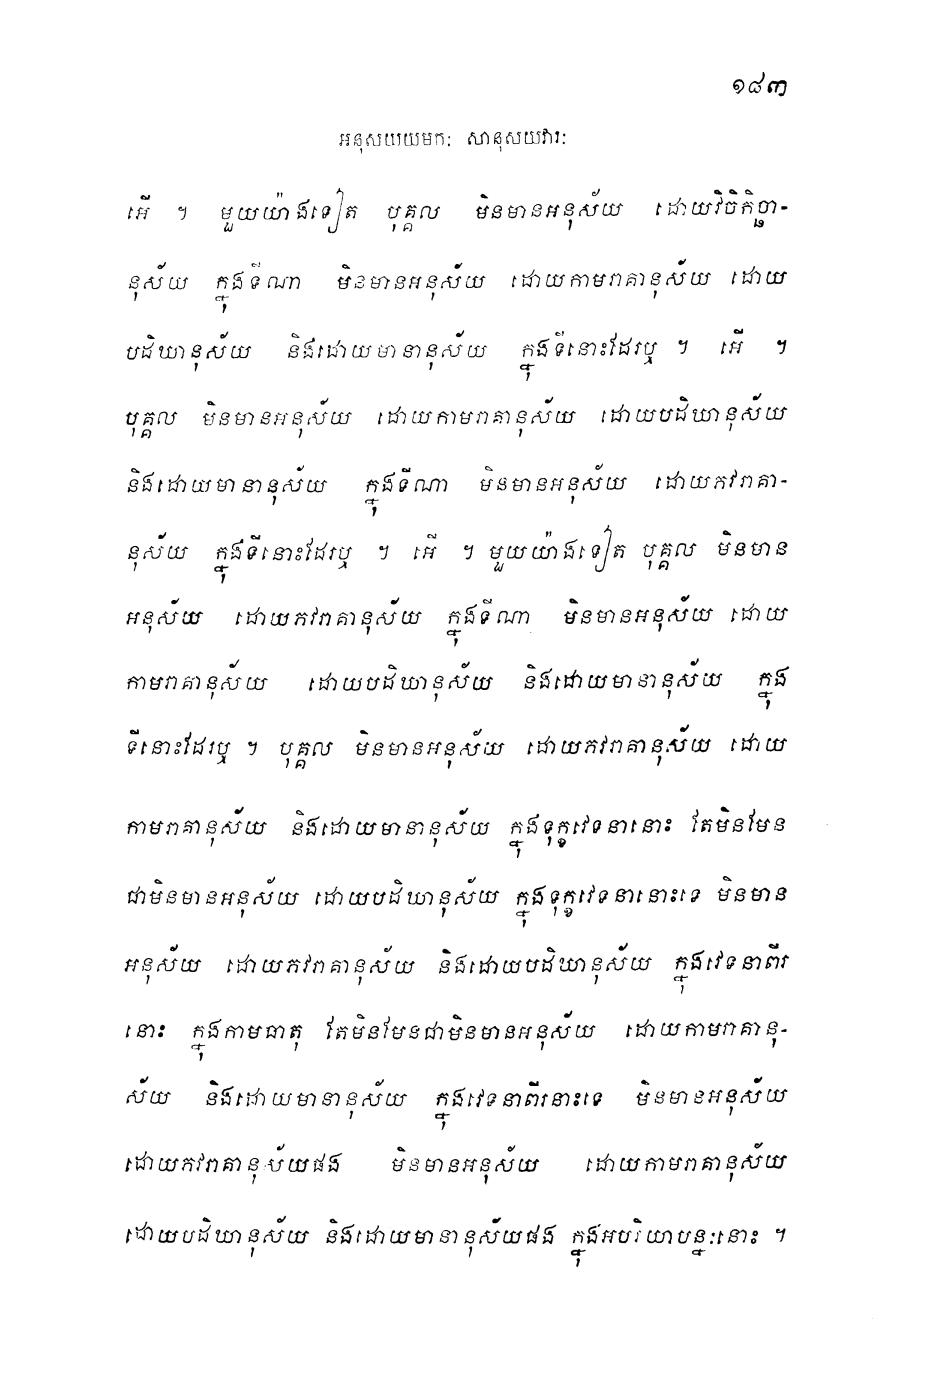 ១៨៣
អនុសយយមកៈ សានុសយវារៈ
អើ ។ មួយយ៉ាងទៀត បុគ្គល មិនមានអនុស័យ ដោយវិចិកិច្ឆា-
នុស័យ ក្នុងទីណា មិនមានអនុស័យ ដោយកាមរាគានុស័យ ដោយ
បដិឃានុស័យ និងដោយមានានុស័យ ក្នុងទីនោះដែរឬ ។ អើ ។
បុគ្គល មិនមានអនុស័យ ដោយកាមរាគានុស័យ ដោយបដិឃានុស័យ
និងដោយមានានុស័យ ក្នុងទីណា មិនមានអនុស័យ ដោយភវរាគា-
នុស័យ ក្នុងទីនោះដែរឬ ។ អើ ។ មួយយ៉ាងទៀត បុគ្គល មិនមាន
អនុស័យ ដោយភវរាគានុស័យ ក្នុងទីណា មិនមានអនុស័យ ដោយ
កាមរាគានុស័យ ដោយបដិឃានុស័យ និងដោយមានានុស័យ ក្នុង
ទីនោះដែរឬ ។ បុគ្គល មិនមានអនុស័យ ដោយភវរាគានុស័យ ដោយ
កាមរាគានុស័យ និងដោយមានានុស័យ ក្នុងទុក្ខវេទនានោះ តែមិនមែន
ជាមិនមានអនុស័យ ដោយបដិឃានុស័យ ក្នុងទុក្ខវេទនានោះទេ មិនមាន
អនុស័យ ដោយភវរាគានុស័យ និងដោយបដិឃានុស័យ ក្នុងវេទនាពីរ
នោះ ក្នុងកាមធាតុ តែមិនមែនជាមិនមានអនុស័យ ដោយកាមរាគានុ-
ស័យ និងដោយមានានុស័យ ក្នុងវេទនាពីរនោះទេ មិនមានអនុស័យ
ដោយភវរាគានុស័យផង មិនមានអនុស័យ ដោយកាមរាគានុស័យ
ដោយបដិឃានុស័យ និងដោយមានានុស័យផង ក្នុងអបរិយាបន្នៈនោះ ។